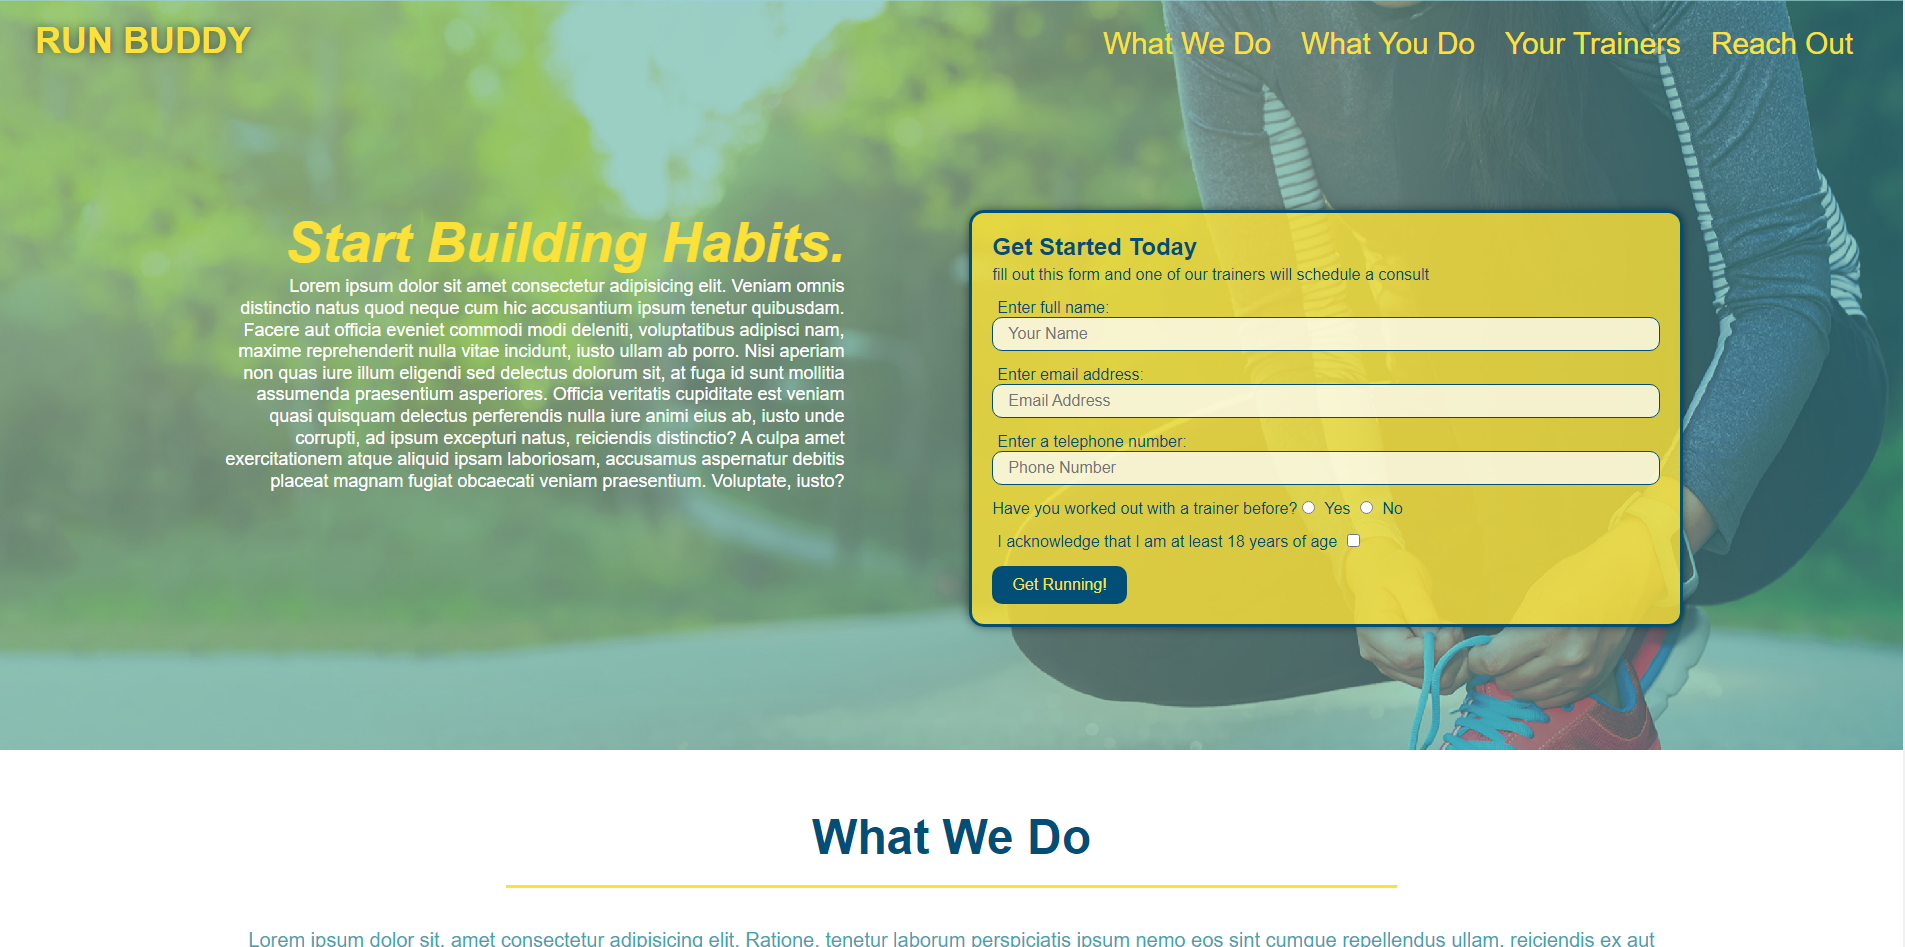 RUN BUDDY
What We Do What You Do Your Trainers Reach Out
Start Building Habits.
Lorem ipsum dolor sit amet consectetur adipisicing elit. Veniam omnis
distinctio natus quod neque cum hic accusantium ipsum tenetur quibusdam.
Facere aut officia eveniet commodi modi deleniti, voluptatibus adipisci nam,
maxime reprehenderit nulla vitae incidunt, iusto ullam ab porro. Nisi aperiam
non quas iure illum eligendi sed delectus dolorum sit, at fuga id sunt mollitia
assumenda praesentium asperiores. Officia veritatis cupiditate est veniam
quasi quisquam delectus perferendis nulla iure animi eius ab, iusto unde
corrupti, ad ipsum excepturi natus, reiciendis distinctio? A culpa amet
exercitationem atque aliquid ipsam laboriosam, accusamus aspernatur debitis
placeat magnam fugiat obcaecati veniam praesentium. Voluptate, iusto?
Get Started Today
fill out this form and one of our trainers will schedule a consult
Enter full name:
Your Name
Enter email address:
Email Address
Enter a telephone number:
Phone Number
Have you worked out with a trainer before? Yes No
I acknowledge that I am at least 18 years of age
Get Running!
What We Do
Lorem ipsum dolor sit, amet consectetur adipisicing elit. Ratione, tenetur laborum perspiciatis ipsum nemo eos sint cumque repellendus ullam, reiciendis ex aut